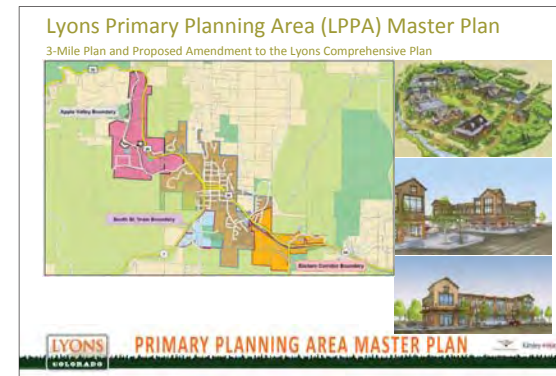 Lyons Primary Planning Area (LPPA) Master Plan
3-Mile Plan and Proposed Amendment to the Lyons Comprehensive Plan
Apple Valley Boundary
South St. Vrain Boundary
Eastern Corridor Boundary
LYONS
COLORADO
PRIMARY PLANNING AREA MASTER PLAN